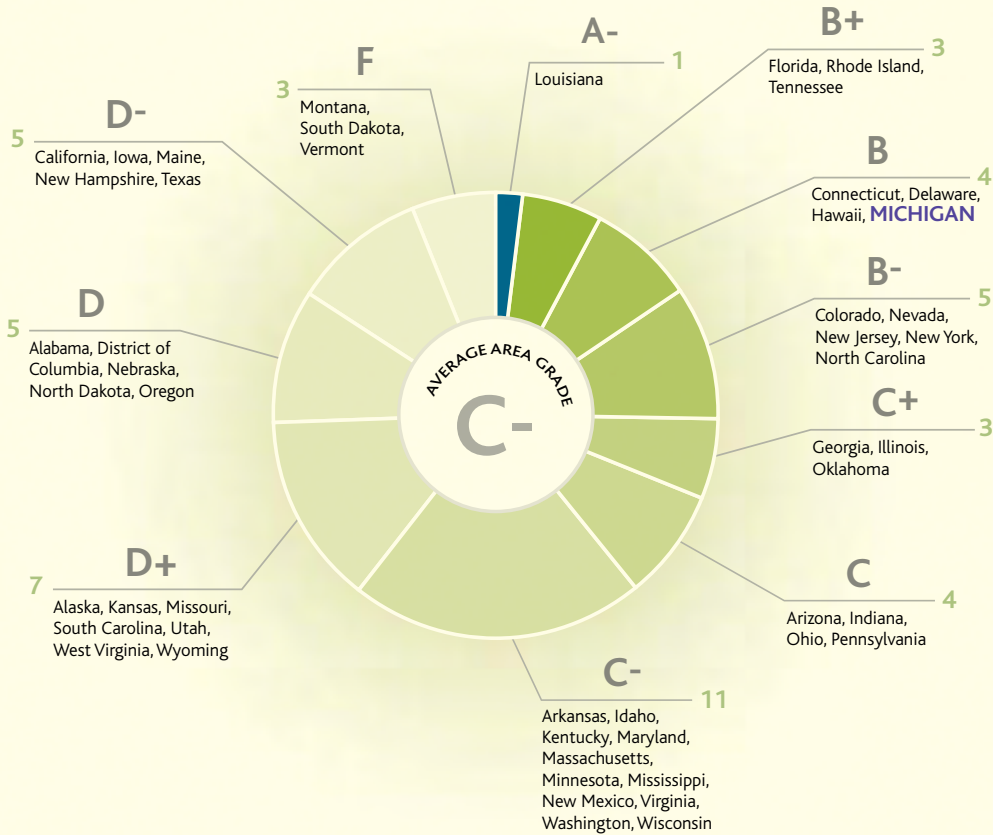 A-
1
Louisiana
B+
3
Florida, Rhode Island,
Tennessee
B
4
Connecticut, Delaware,
Hawaii, MICHIGAN
B-
5
Colorado, Nevada,
New Jersey, New York,
North Carolina
C+
3
Georgia, Illinois,
Oklahoma
C
4
Arizona, Indiana,
Ohio, Pennsylvania
C-
11
Arkansas, Idaho,
Kentucky, Maryland,
Massachusetts,
Minnesota, Mississippi,
New Mexico, Virginia,
Washington, Wisconsin
D+
7
Alaska, Kansas, Missouri,
South Carolina, Utah,
West Virginia, Wyoming
D
5
Alabama, District of
Columbia, Nebraska,
North Dakota, Oregon
D-
5
California, Iowa, Maine,
New Hampshire, Texas
F
3
Montana,
South Dakota,
Vermont
AVERAGE AREA GRADE
C-